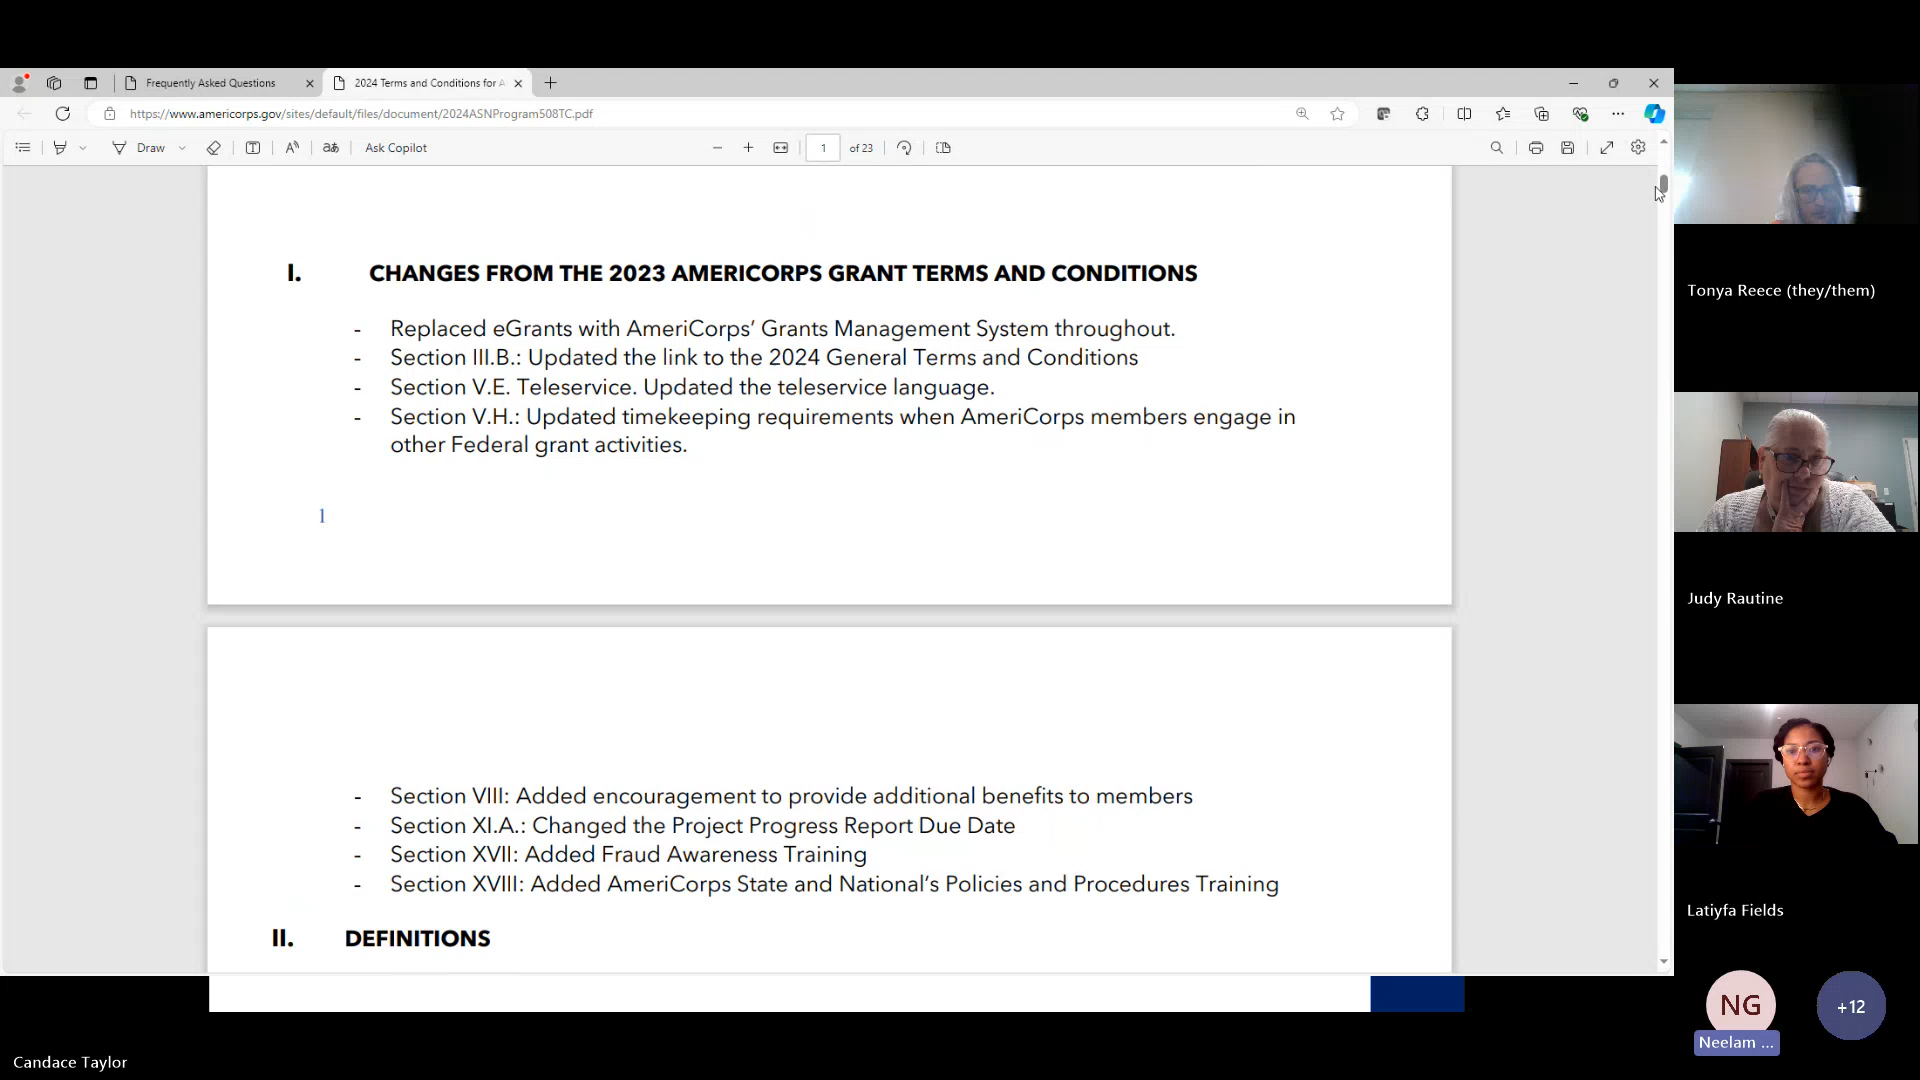 Frequently Asked Questions
2024 Terms and Conditions for A
https://www.americorps.gov/sites/default/files/document/2024ASNProgram508TC.pdf
Draw
Ask Copilot
1 of 23
I. CHANGES FROM THE 2023 AMERICORPS GRANT TERMS AND CONDITIONS
- Replaced eGrants with AmeriCorps’ Grants Management System throughout.
- Section III.B.: Updated the link to the 2024 General Terms and Conditions
- Section V.E. Teleservice. Updated the teleservice language.
- Section V.H.: Updated timekeeping requirements when AmeriCorps members engage in
other Federal grant activities.
1
- Section VIII: Added encouragement to provide additional benefits to members
- Section XI.A.: Changed the Project Progress Report Due Date
- Section XVII: Added Fraud Awareness Training
- Section XVIII: Added AmeriCorps State and National’s Policies and Procedures Training
II. DEFINITIONS
Tonya Reece (they/them)
Judy Rautine
Latiyfa Fields
NG
+12
Neelam ...
Candace Taylor